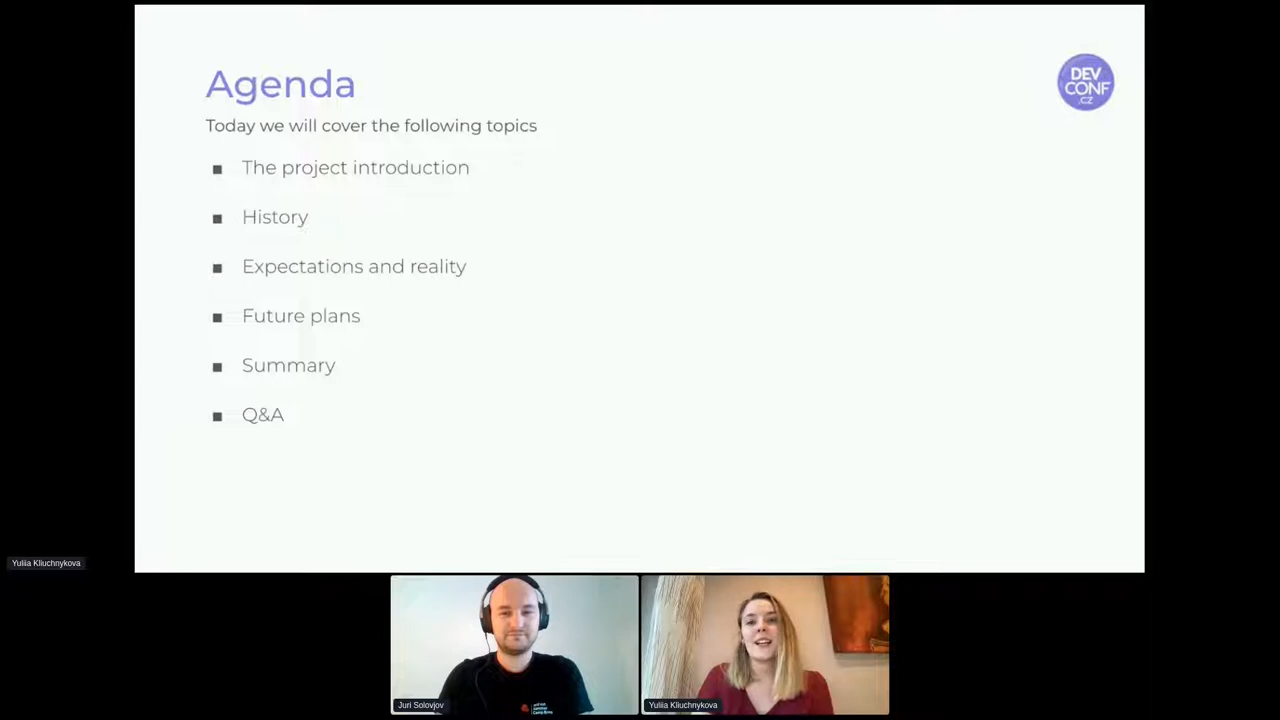 Agenda
DEV
CONF
.CZ
Today we will cover the following topics
■ The project introduction
■ History
■ Expectations and reality
■ Future plans
■ Summary
■ Q&A
Yuliia Kliuchnykova
Juri Solovjov
Yuliia Kliuchnykova